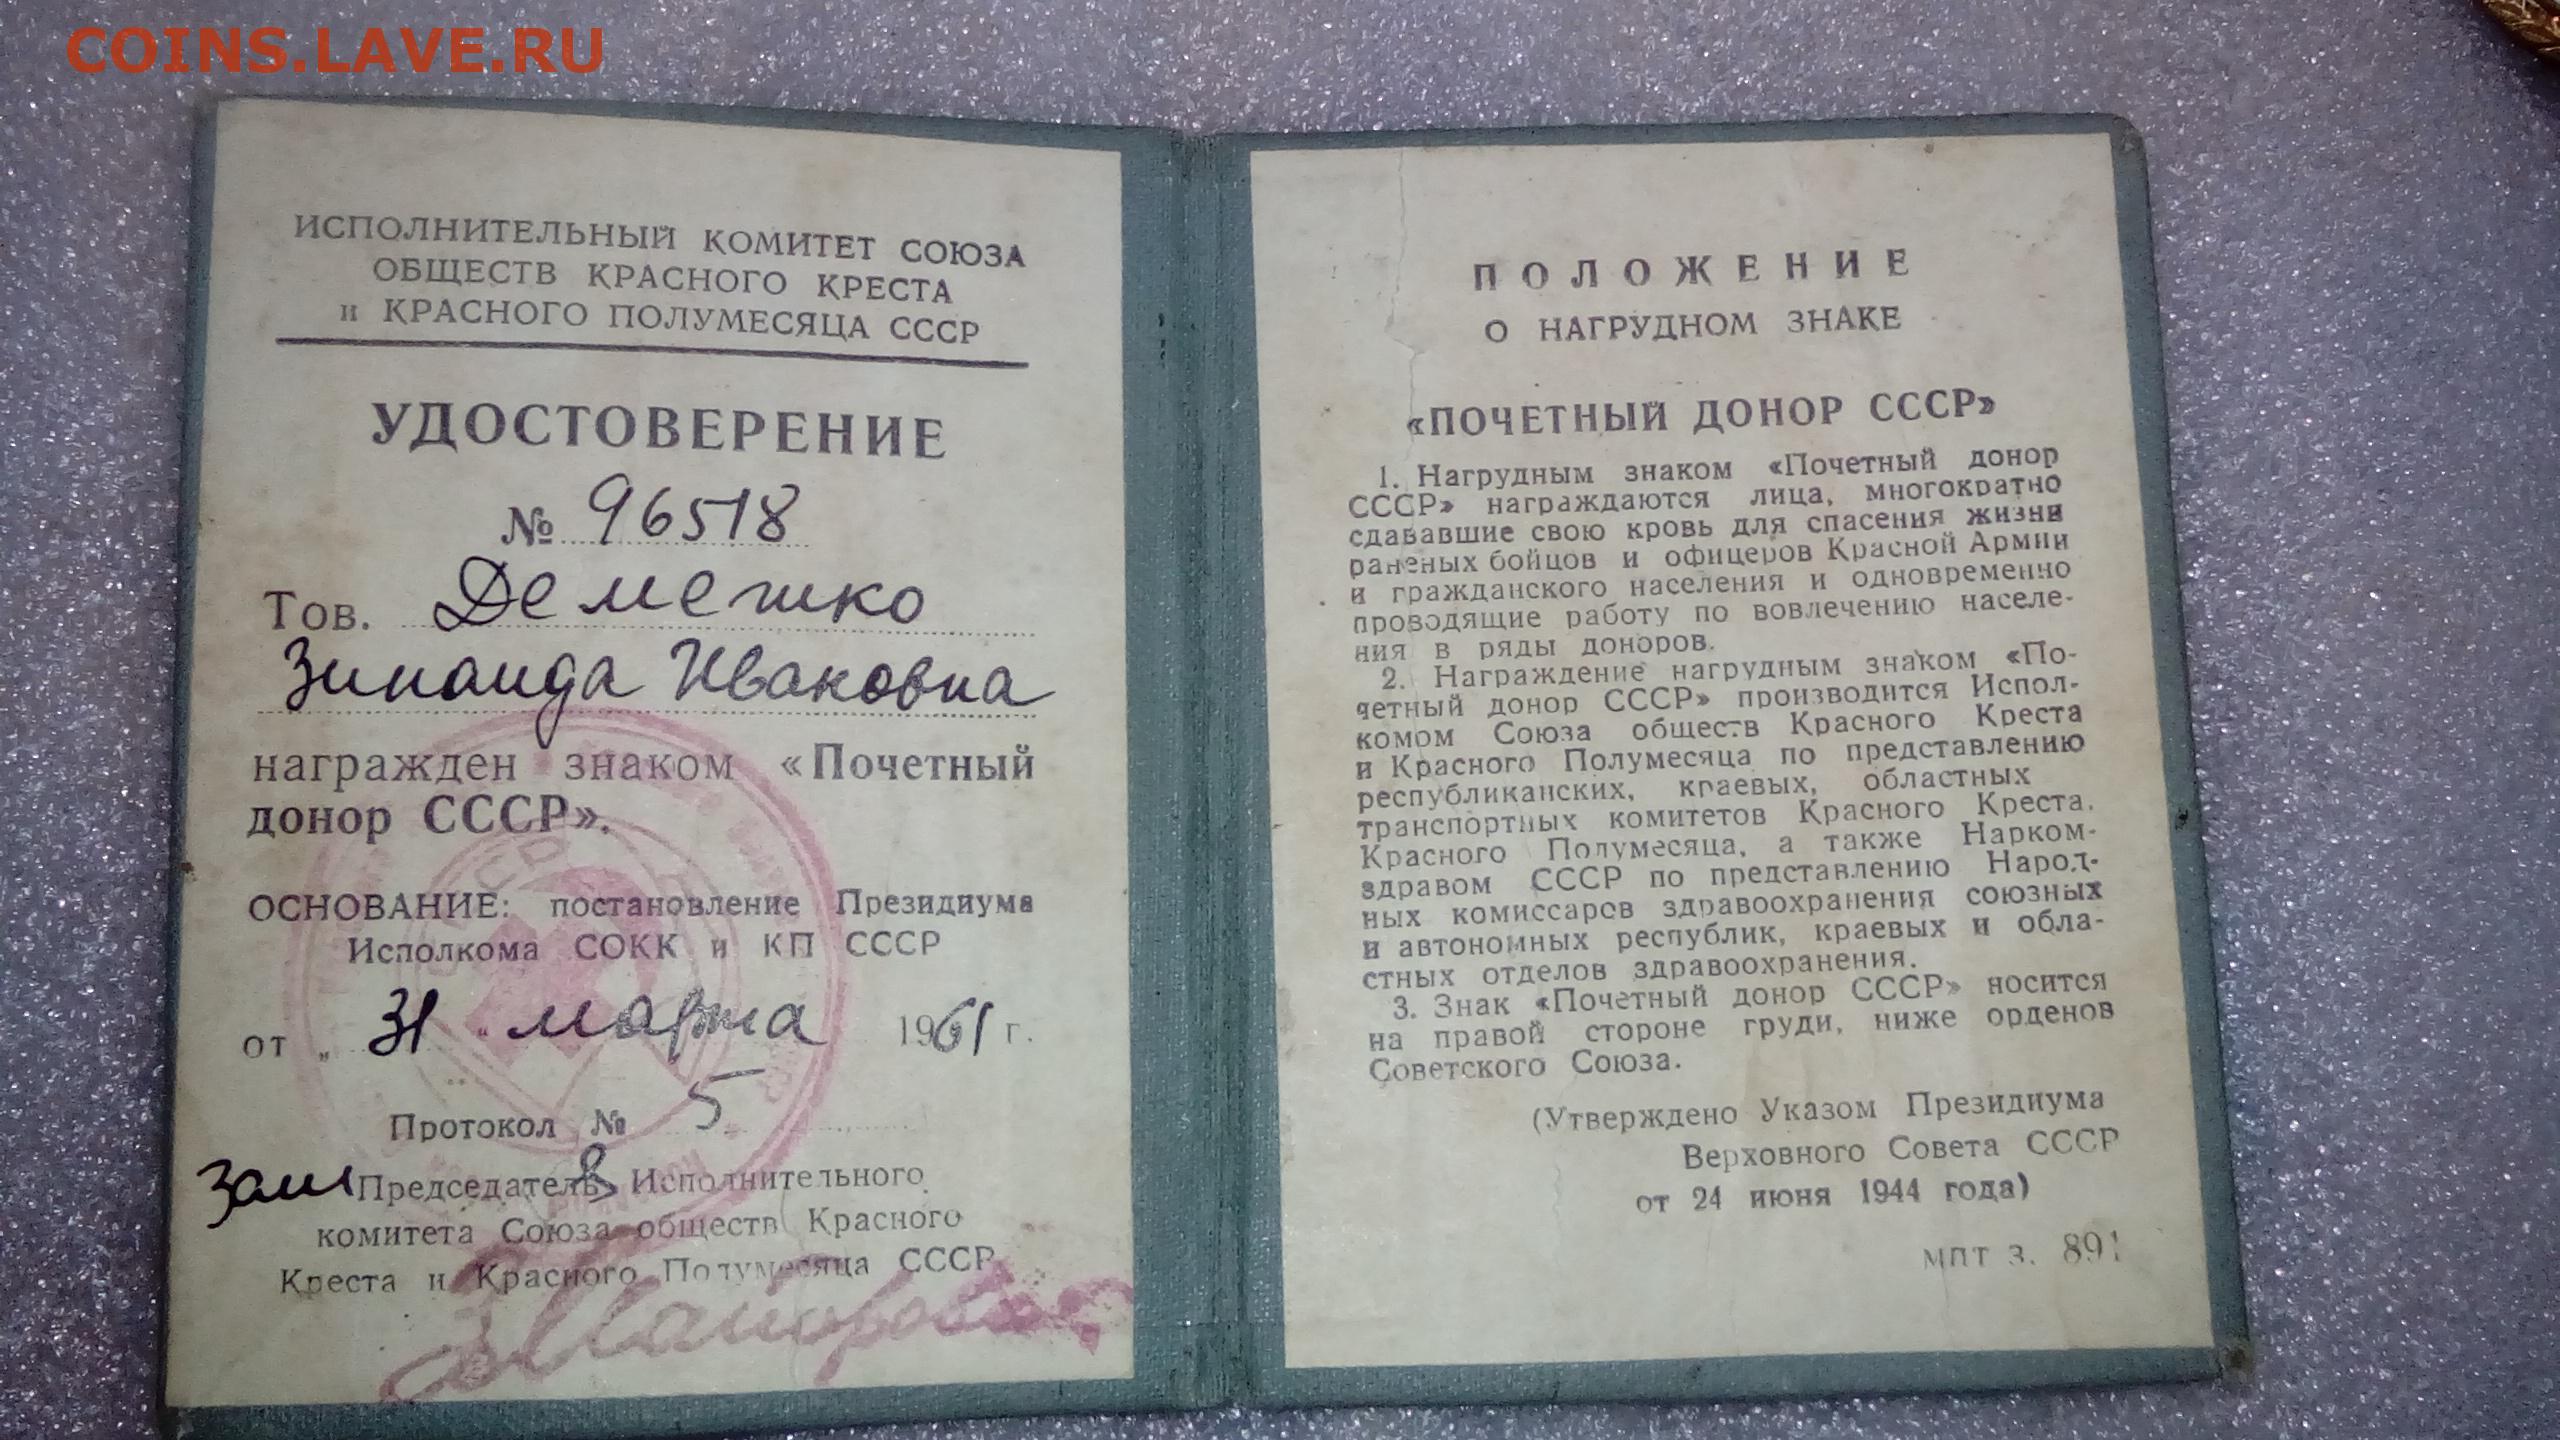 COINS.LAVE.RU
ИСПОЛНИТЕЛЬНЫЙ КОМИТЕТ СОЮЗА
ОБЩЕСТВ КРАСНОГО КРЕСТА
и КРАСНОГО ПОЛУМЕСЯЦА СССР
УДОСТОВЕРЕНИЕ
№ 96518
Тов. Демешко
Зинаида Ивановна
награжден знаком «Почетный
донор СССР».
ОСНОВАНИЕ: постановление Президиума
Исполкома СОКК и КП СССР
от „ 31 " марта 1961 г.
Протокол № 5
Зам Председателя Исполнительного
комитета Союза обществ Красного
Креста и Красного Полумесяца СССР
ПОЛОЖЕНИЕ
О НАГРУДНОМ ЗНАКЕ
«ПОЧЕТНЫЙ ДОНОР СССР»
1. Нагрудным знаком «Почетный донор
СССР» награждаются лица, многократно
сдававшие свою кровь для спасения жизни
раненых бойцов и офицеров Красной Армии
и гражданского населения и одновременно
проводящие работу по вовлечению населе-
ния в ряды доноров.
2. Награждение нагрудным знаком «По-
четный донор СССР» производится Испол-
комом Союза обществ Красного Креста
и Красного Полумесяца по представлению
республиканских, краевых, областных
транспортных комитетов Красного Креста,
Красного Полумесяца, а также Нарком-
здравом СССР по представлению Народ-
ных комиссаров здравоохранения союзных
и автономных республик, краевых и обла-
стных отделов здравоохранения.
3. Знак «Почетный донор СССР» носится
на правой стороне груди, ниже орденов
Советского Союза.
(Утверждено Указом Президиума
Верховного Совета СССР
от 24 июня 1944 года)
МПТ З. 891